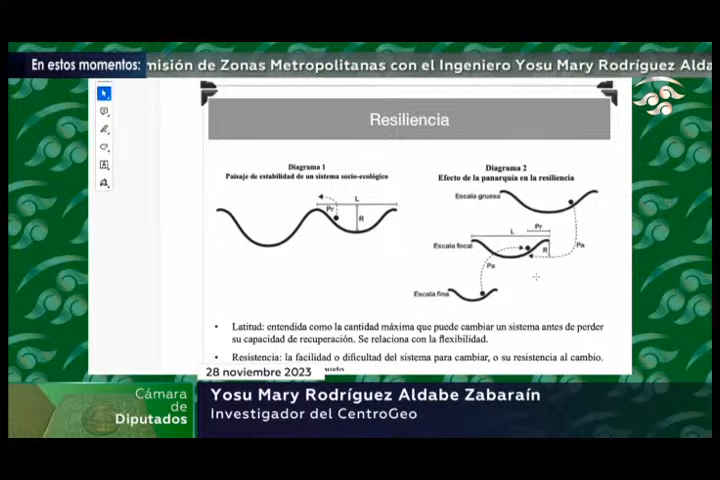 En estos momentos: misión de Zonas Metropolitanas con el Ingeniero Yosu Mary Rodríguez Alda
Resiliencia
Diagrama 1
Paisaje de estabilidad de un sistema socio-ecológico
L
Pr
R
Diagrama 2
Efecto de la panarquía en la resiliencia
Escala gruesa
Pr
L
Escala focal
R
Pa
Pa
Escala fina
• Latitud: entendida como la cantidad máxima que puede cambiar un sistema antes de perder
su capacidad de recuperación. Se relaciona con la flexibilidad.
• Resistencia: la facilidad o dificultad del sistema para cambiar, o su resistencia al cambio.
28 noviembre 2023
Cámara
de
Diputados
Yosu Mary Rodríguez Aldabe Zabaraín
Investigador del CentroGeo